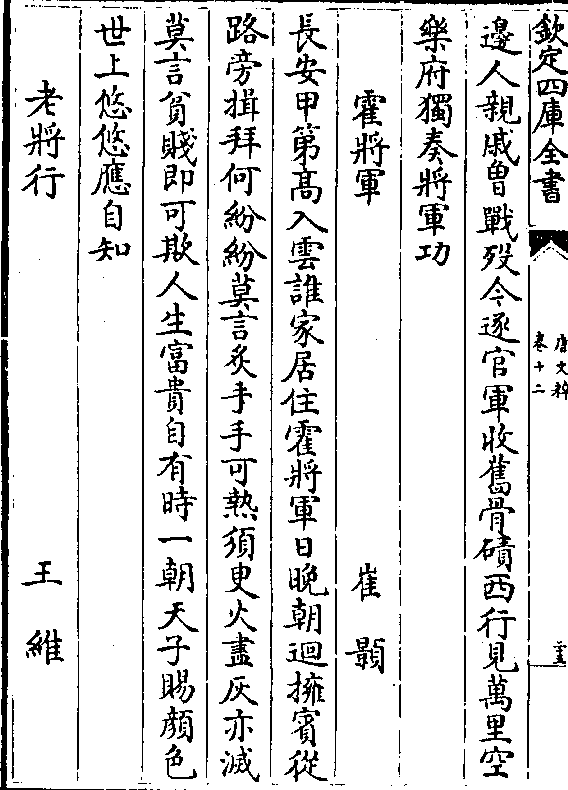 欽定四庫全書
唐文粹
卷十二
邊人親戚曽戰歿今逐官軍收舊骨磧西行見萬里空
樂府獨奏將軍功
霍將軍 崔顥
長安甲第髙入雲誰家居住霍將軍日晚朝迴擁賓從
路旁揖拜何紛紛莫言炙手手可熱須臾火盡灰亦滅
莫言貧賤即可欺人生富貴自有時一朝天子賜顏色
世上悠悠應自知
老將行 王維